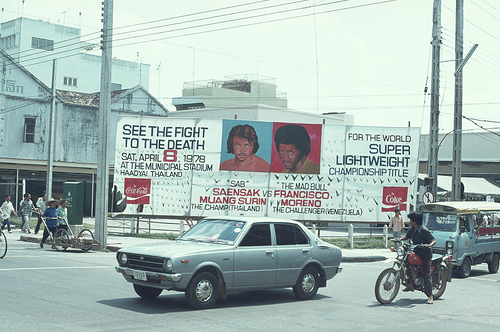 SEE THE FIGHT
TO THE DEATH
SAT. APRIL 8, 1978
AT THE MUNICIPAL STADIUM
HAADYAI, THAILAND
Coca-Cola
"SAD"
SAENSAK
MUANG SURIN
THE CHAMP (THAILAND)
VS
"THE MAD BULL"
FRANCISCO
MORENO
THE CHALLENGER (VENEZUELA)
FOR THE WORLD
SUPER
LIGHTWEIGHT
CHAMPIONSHIP TITLE
Coke